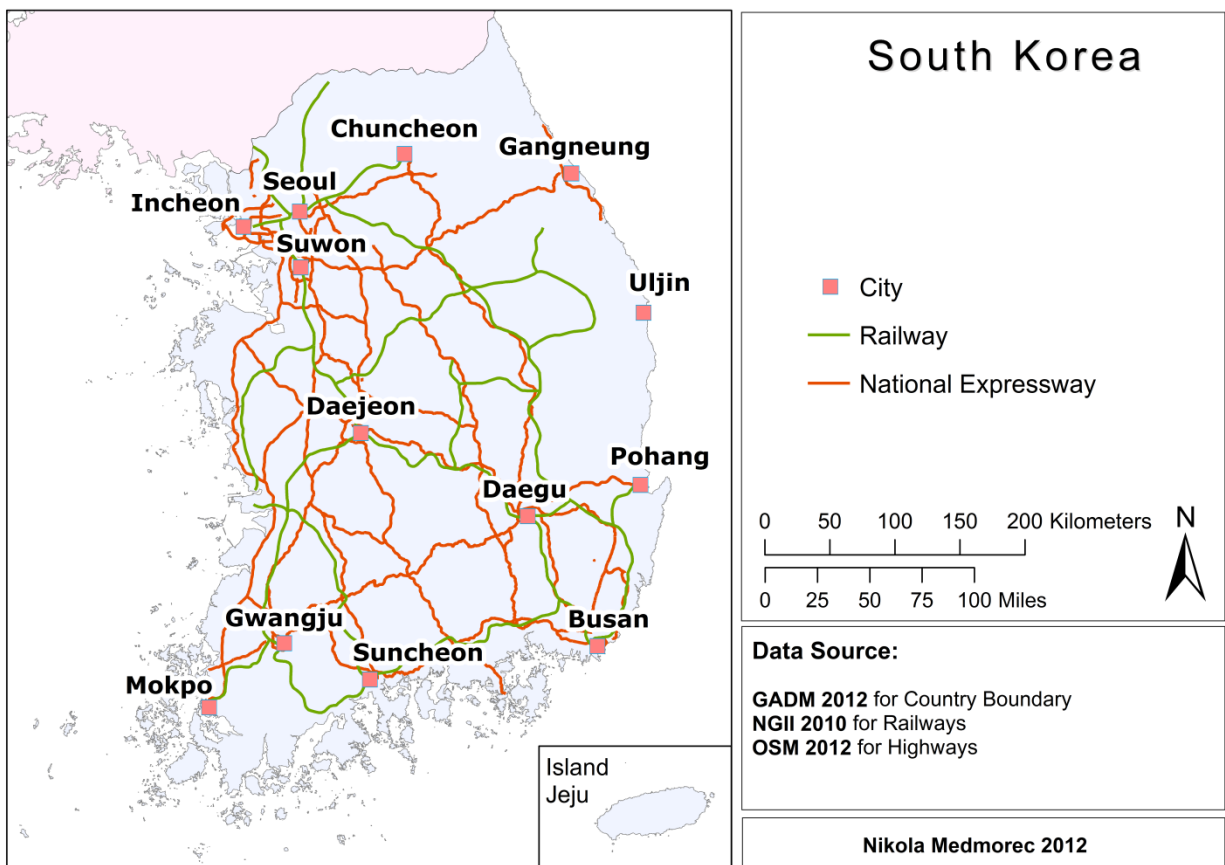 South Korea
Chuncheon
Gangneung
Seoul
Incheon
Suwon
Uljin
Daejeon
Pohang
Daegu
Gwangju
Busan
Suncheon
Mokpo
Island
Jeju
City
Railway
National Expressway
0 50 100 150 200 Kilometers
0 25 50 75 100 Miles
N
Data Source:
GADM 2012 for Country Boundary
NGII 2010 for Railways
OSM 2012 for Highways
Nikola Medmorec 2012